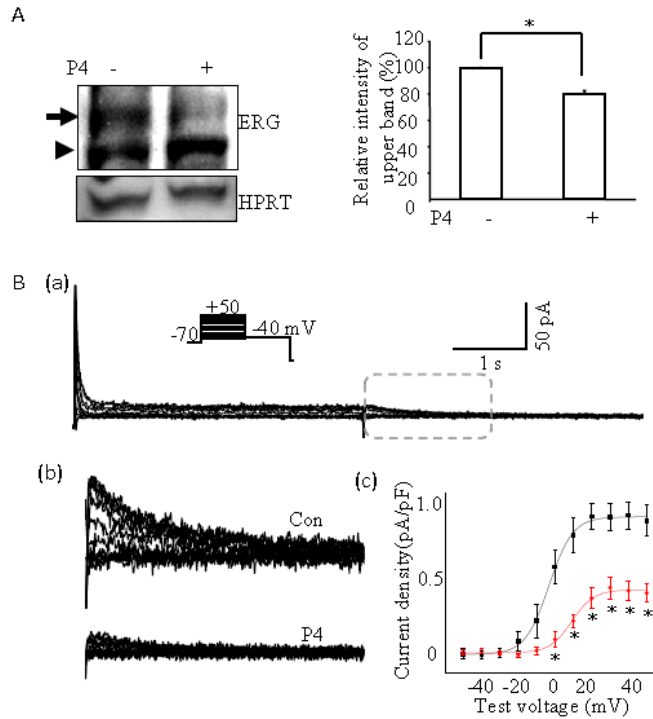 A
P4 - +
ERG
HPRT
Relative intensity of
upper band (%)
120
100
80
60
40
20
0
*
P4 - +
B (a)
+50
-70
-40 mV
50 pA
1 s
(b)
Con
P4
(c)
Current density(pA/pF)
1.0
0.5
0
* * * * * *
-40 -20 0 20 40
Test voltage (mV)